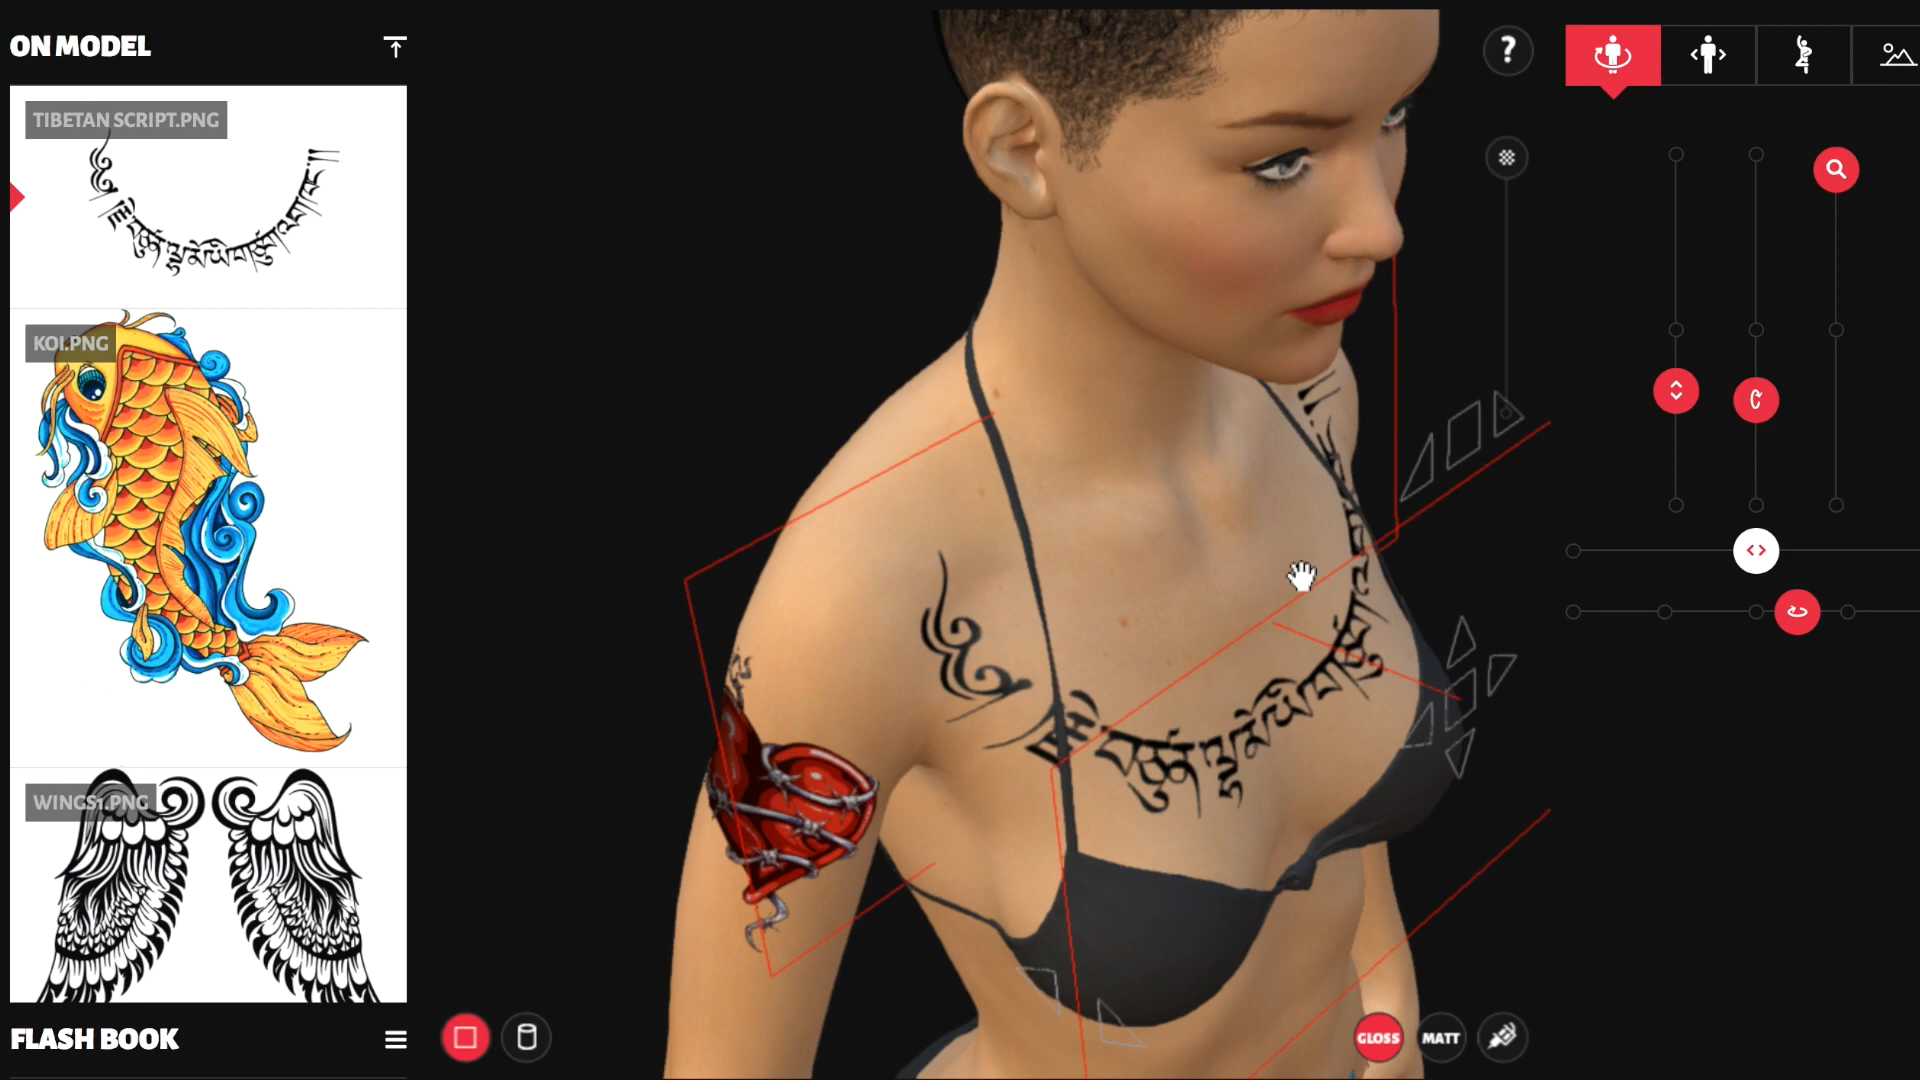 ON MODEL
TIBETAN SCRIPT.PNG
KOI.PNG
WINGS1.PNG
FLASH BOOK
?
GLOSS
MATT